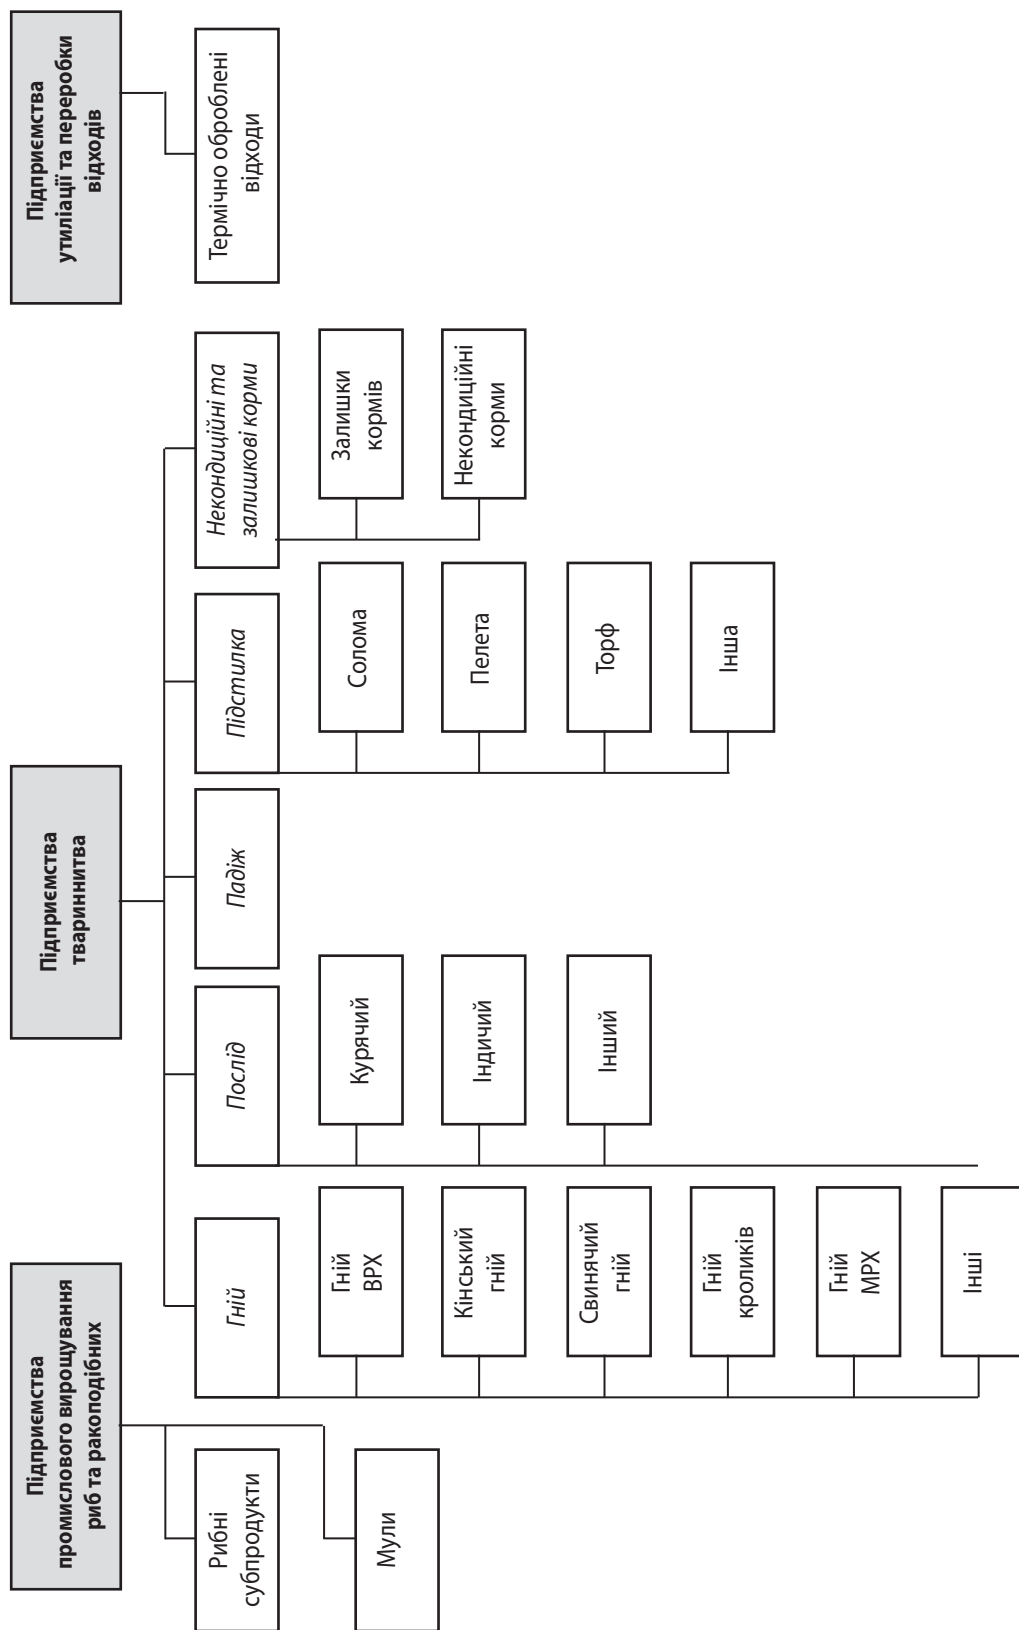 Підприємства
промислового вирощування
риб та ракоподібних
Рибні
субпродукти
Мули
Підприємства
твариннитва
Гній
Гній
ВРХ
Кінський
гній
Свинячий
гній
Гній
кроликів
Гній
МРХ
Інші
Послід
Курячий
Індичий
Інший
Падіж
Підстилка
Солома
Пелета
Торф
Інша
Некондиційні та
залишкові корми
Залишки
кормів
Некондиційні
корми
Підприємства
утиліації та переробки
відходів
Термічно оброблені
відходи